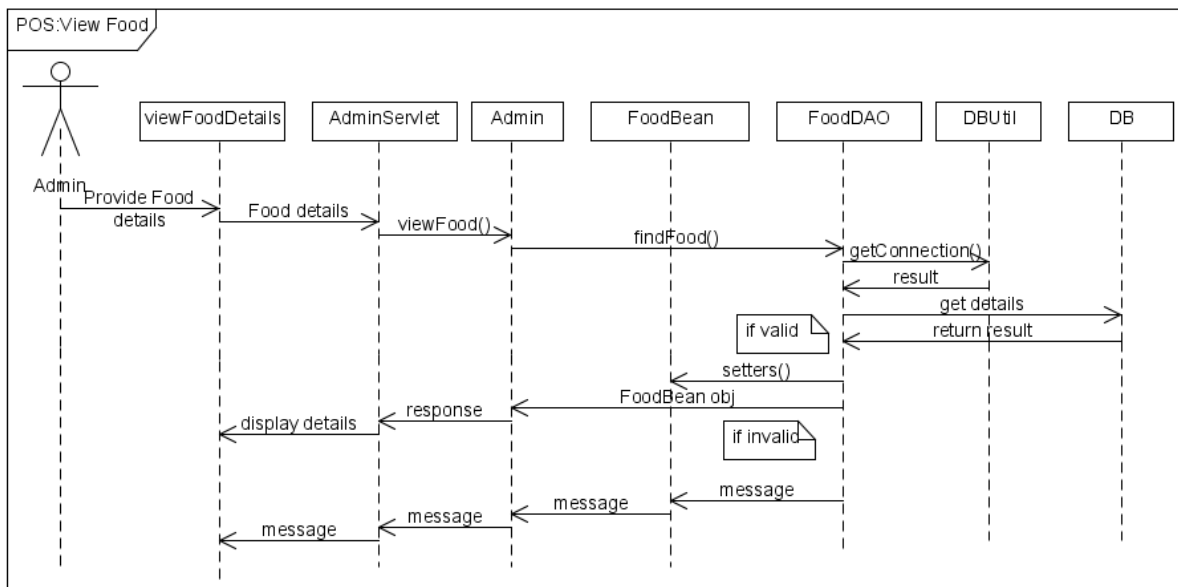 POS:View Food
viewFoodDetails
AdminServlet
Admin
FoodBean
FoodDAO
DBUtil
DB
Admin
Provide Food
details
Food details
viewFood()
findFood()
getConnection()
result
get details
if valid
return result
setters()
FoodBean obj
response
display details
if invalid
message
message
message
message